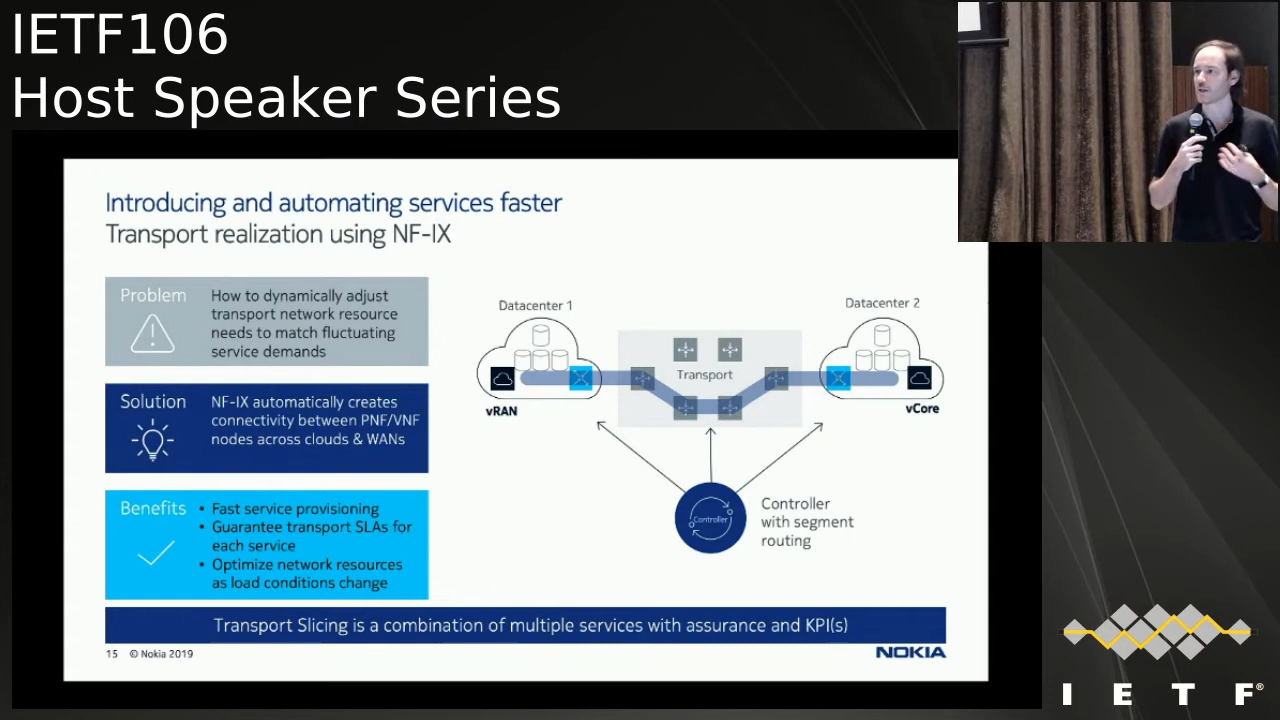 IETF106
Host Speaker Series
Introducing and automating services faster
Transport realization using NF-IX
Problem
How to dynamically adjust
transport network resource
needs to match fluctuating
service demands
Solution
NF-IX automatically creates
connectivity between PNF/VNF
nodes across clouds & WANs
Benefits
• Fast service provisioning
• Guarantee transport SLAs for
each service
• Optimize network resources
as load conditions change
Datacenter 1
Datacenter 2
Transport
vRAN
vCore
Controller
Controller
with segment
routing
Transport Slicing is a combination of multiple services with assurance and KPI(s)
15 © Nokia 2019
NOKIA
I E T F®